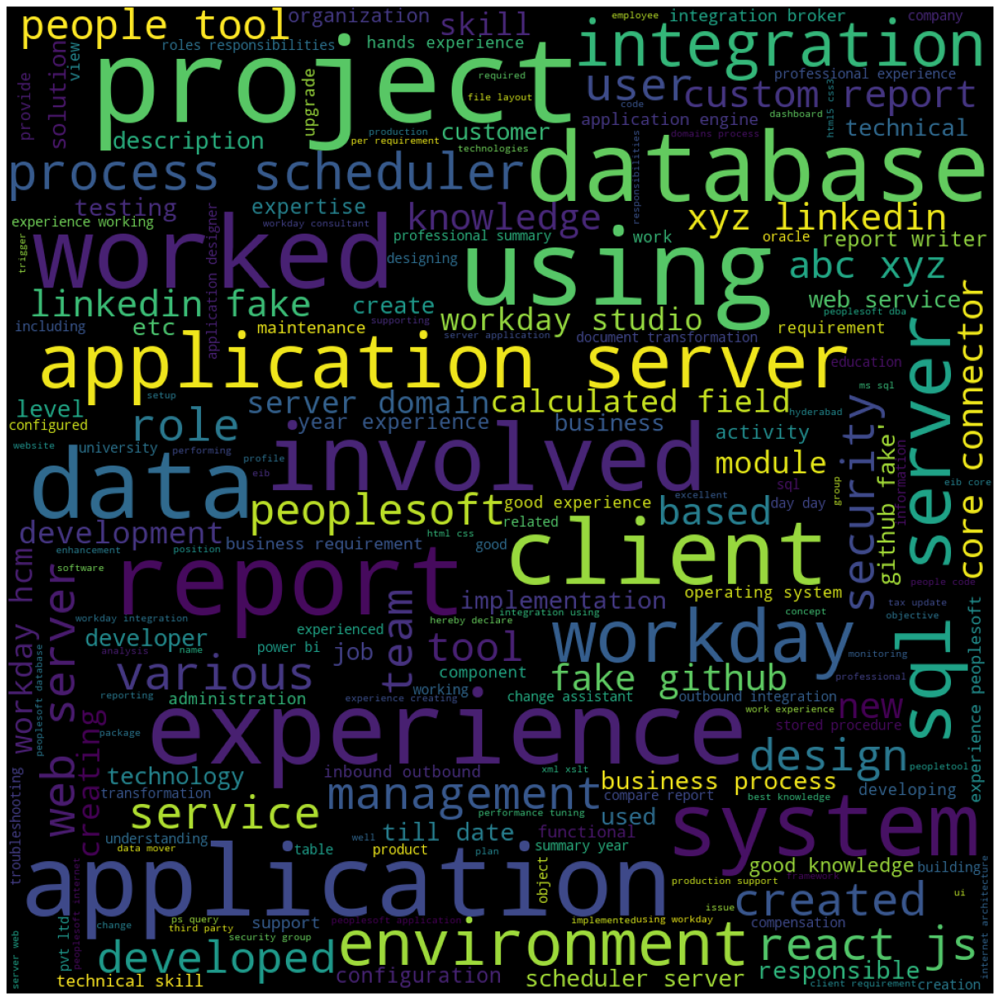 people tool
organization
skill
employee
integration broker
company
roles responsibilities
hands experience
integration
solution
view
project
required
professional experience
provide
upgrade
file layout
user
custom report
code
html5 css3
description
production
per requirement
customer
technologies
application engine
dashboard
domains process
technical
process scheduler
database
responsibilities
testing
expertise
knowledge
xyz linkedin
experience working
workday consultant
professional summary
work
oracle
report writer
trigger
worked
application designer
designing
using
abc xyz
linkedin fake
create
web service
including
etc
maintenance
supporting
workday studio
peoplesoft dba
requirement
server application
document transformation
core connector
application server
education
sql server
setup
ms sql
level
server domain
calculated field
hyderabad
configured
role
year experience
business
activity
security
github fake'
website
university
performing
involved
module
information
data
profile
eib
sql
group
eib core
peoplesoft
good experience
excellent
day day
based
related
development
html css
business requirement
good
client
enhancement
position
software
report
people code
workday hcm
web server
team
implementation
operating system
tax update
workday integration
integration using
concept
objective
experience peoplesoft
developer
experienced
hereby declare
workday
analysis
name
power bi
job
tool
monitoring
peoplesoft database
various
component
fake github
professional
reporting
administration
working
experience creating
change assistant
outbound integration
work experience
new
package
experience
stored procedure
creating
design
peopletool
technology
inbound outbound
xml xslt
business process
troubleshooting
transformation
management
compare report
best knowledge
developing
service
performance tuning
used
system
understanding
well
till date
functional
data mover
table
product
plan
summary year
good knowledge
building
application
object
production support
framework
peoplesoft internet
issue
created
ui
internet architecture
pvt ltd
change
ps query
third party
support
peoplesoft application
implemented
using workday
compensation
server web
security group
environment
react js
developed
configuration
responsible
technical skill
scheduler server
client requirement
creation